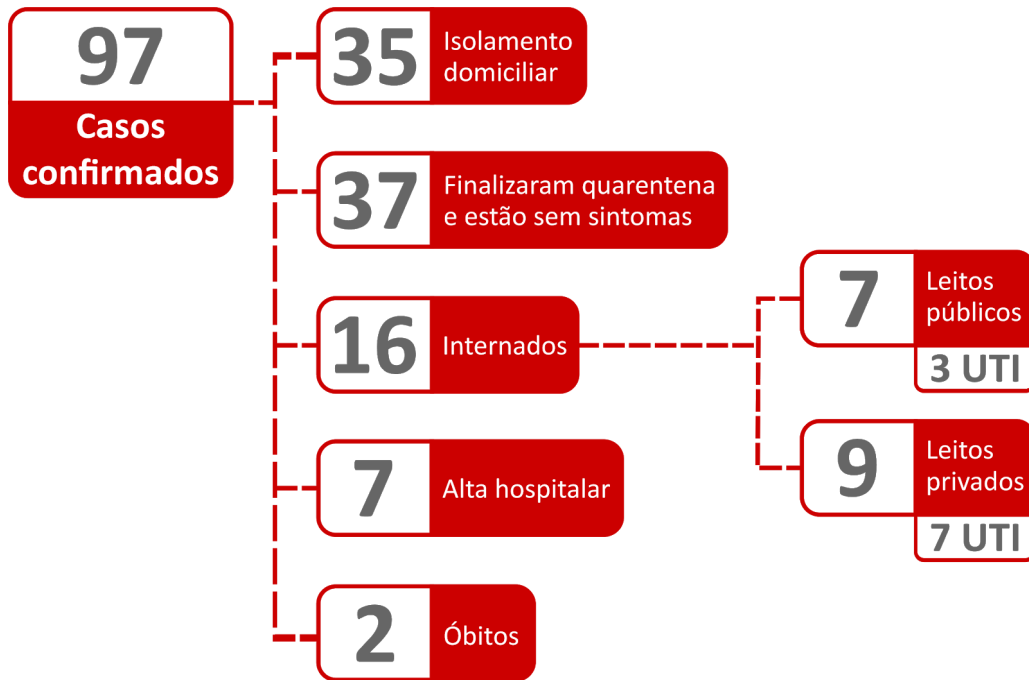 97
Casos
confirmados
35
Isolamento
domiciliar
37
Finalizaram quarentena
e estão sem sintomas
16
Internados
7
Leitos
públicos
3 UTI
9
Leitos
privados
7 UTI
7
Alta hospitalar
2
Óbitos